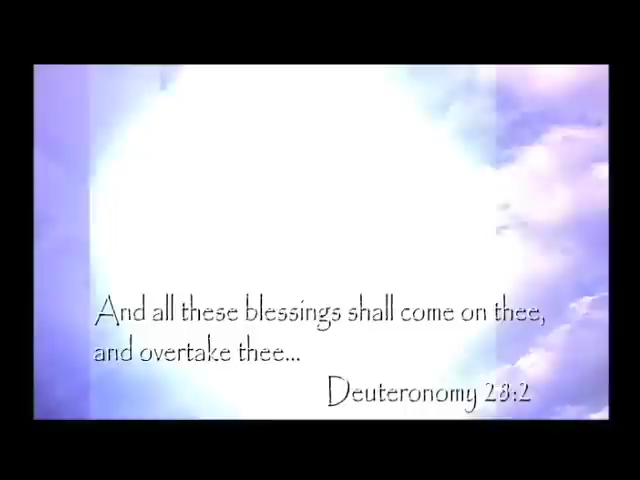 And all these blessings shall come on thee,
and overtake thee...
Deuteronomy 28:2